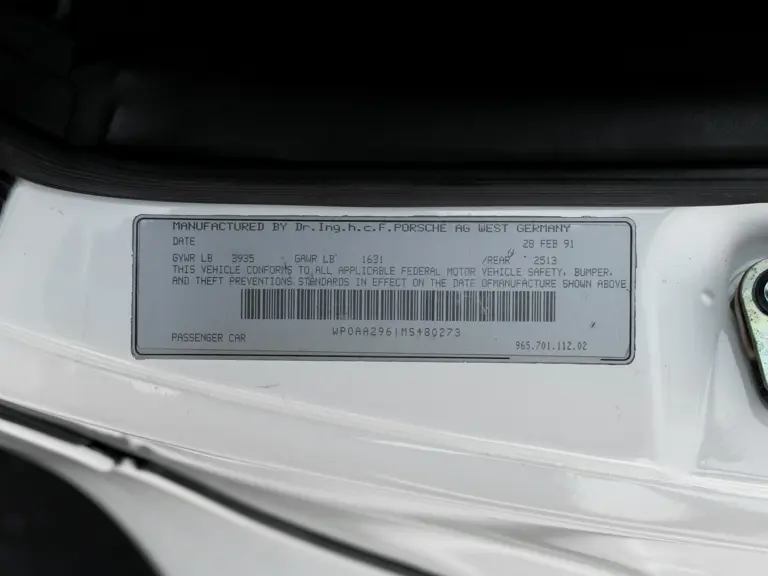 MANUFACTURED BY Dr.Ing.h.c.F.PORSCHE AG WEST GERMANY
DATE 28 FEB 91
GVWR LB 3935 GAWR LB 1631 /REAR 2513
THIS VEHICLE CONFORMS TO ALL APPLICABLE FEDERAL MOTOR VEHICLE SAFETY, BUMPER,
AND THEFT PREVENTIONS STANDARDS IN EFFECT ON THE DATE OFMANUFACTURE SHOWN ABOVE
WP0AA2961MS480273
PASSENGER CAR
965.701.112.02